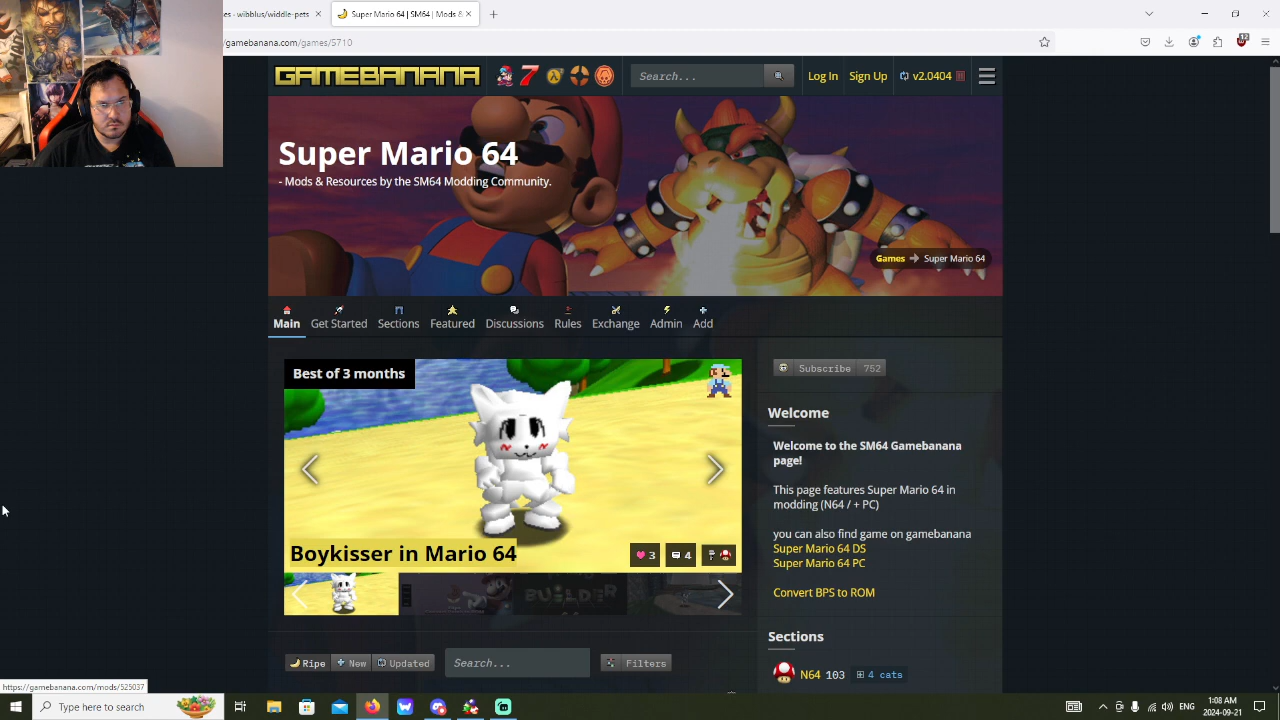 es - wibblus/widdle-pets
Super Mario 64 | SM64 | Mods &
gamebanana.com/games/5710
12
GAMEBANANA
7
Search...
Log In
Sign Up
v2.0404
Super Mario 64
- Mods & Resources by the SM64 Modding Community.
Games
Super Mario 64
Main
Get Started
Sections
Featured
Discussions
Rules
Exchange
Admin
Add
Best of 3 months
Boykisser in Mario 64
3
4
BUILDER
Subscribe 752
Welcome
Welcome to the SM64 Gamebanana
page!
This page features Super Mario 64 in
modding (N64 / + PC)
you can also find game on gamebanana
Super Mario 64 DS
Super Mario 64 PC
Convert BPS to ROM
Sections
N64 103 4 cats
Ripe
New
Updated
Search...
Filters
https://gamebanana.com/mods/525037
Type here to search
ENG
1:08 AM
2024-09-21